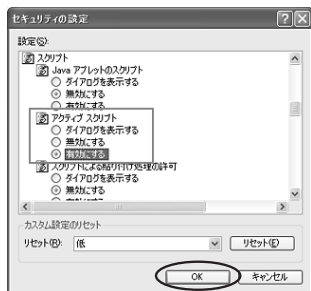 セキュリティの設定
設定(S):
スクリプト
Java アプレットのスクリプト
ダイアログを表示する
無効にする
有効にする
アクティブ スクリプト
ダイアログを表示する
無効にする
有効にする
スクリプトによる貼り付け処理の許可
ダイアログを表示する
無効にする
カスタム設定のリセット
リセット(R): 低 リセット(E)
OK キャンセル